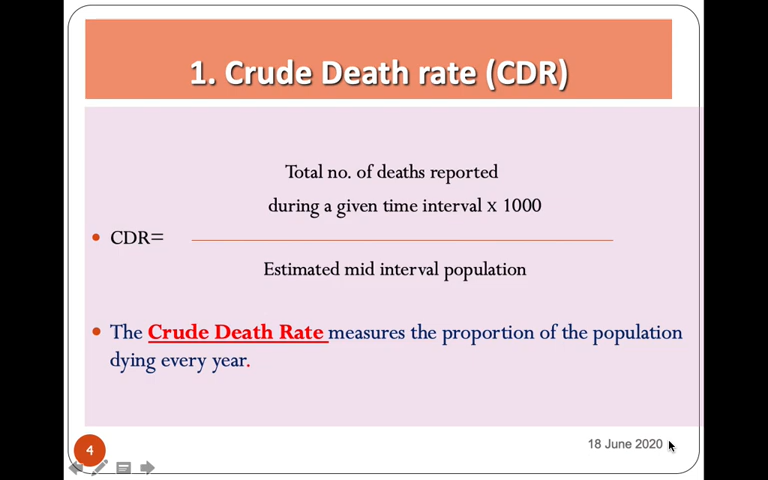 1. Crude Death rate (CDR)
Total no. of deaths reported
during a given time interval x 1000
• CDR=
Estimated mid interval population
• The Crude Death Rate measures the proportion of the population
dying every year.
18 June 2020
4